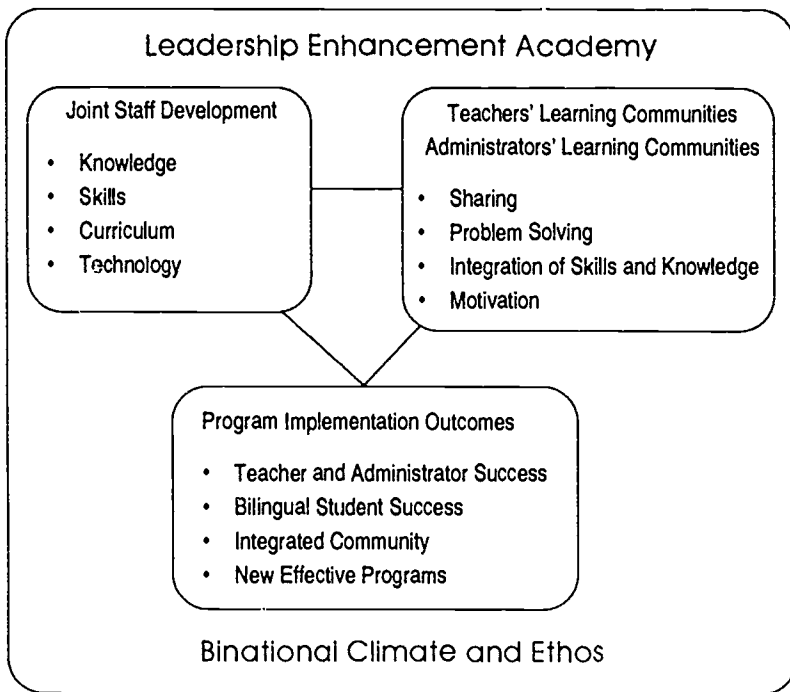 Leadership Enhancement Academy
Joint Staff Development
• Knowledge
• Skills
• Curriculum
• Technology
Teachers' Learning Communities
Administrators' Learning Communities
• Sharing
• Problem Solving
• Integration of Skills and Knowledge
• Motivation
Program Implementation Outcomes
• Teacher and Administrator Success
• Bilingual Student Success
• Integrated Community
• New Effective Programs
Binational Climate and Ethos